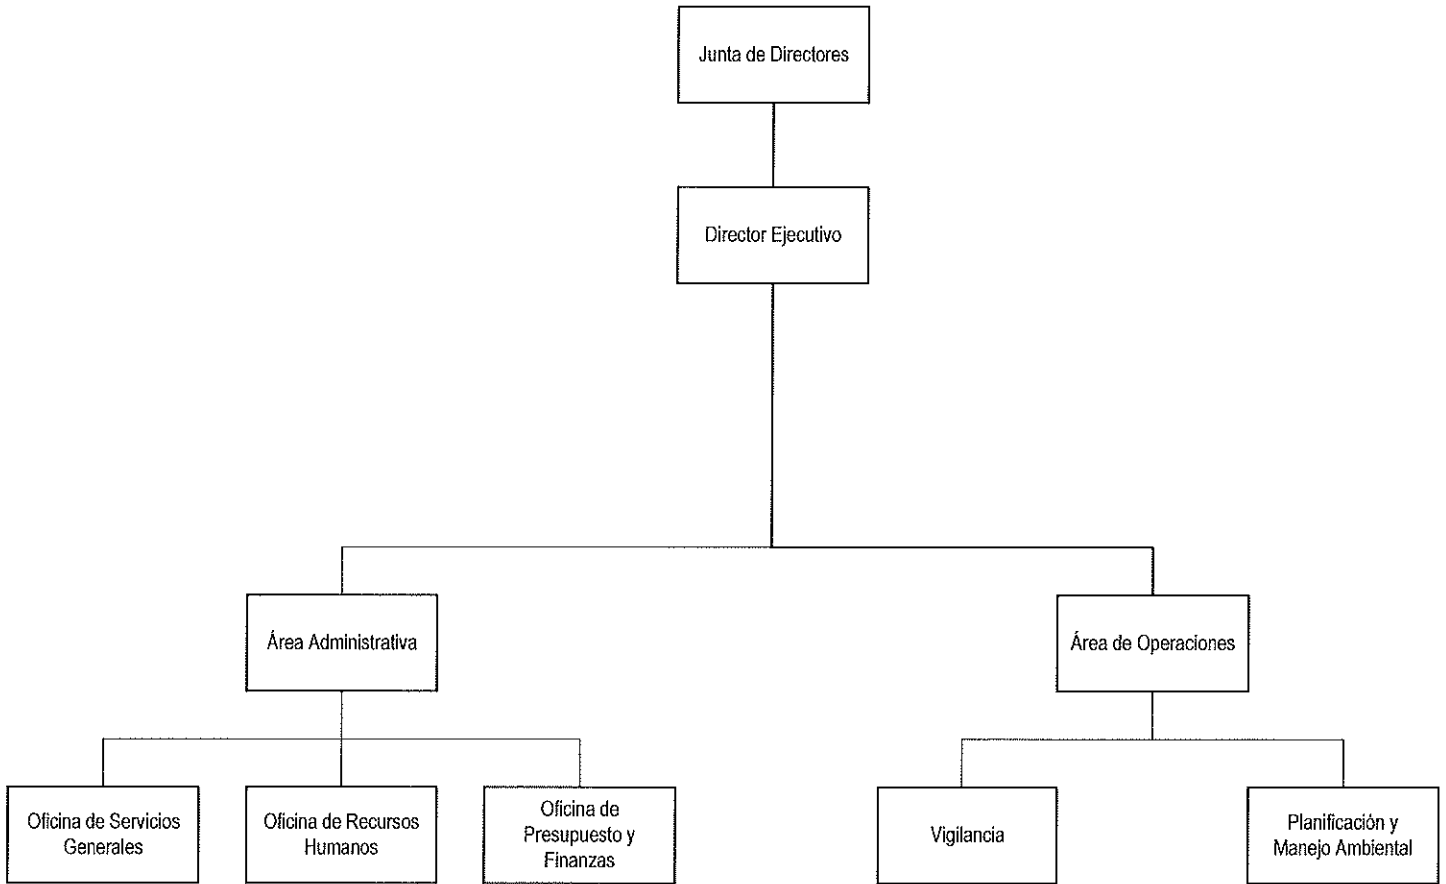 Junta de Directores
Director Ejecutivo
Área Administrativa
Área de Operaciones
Oficina de Servicios
Generales
Oficina de Recursos
Humanos
Oficina de
Presupuesto y
Finanzas
Vigilancia
Planificación y
Manejo Ambiental